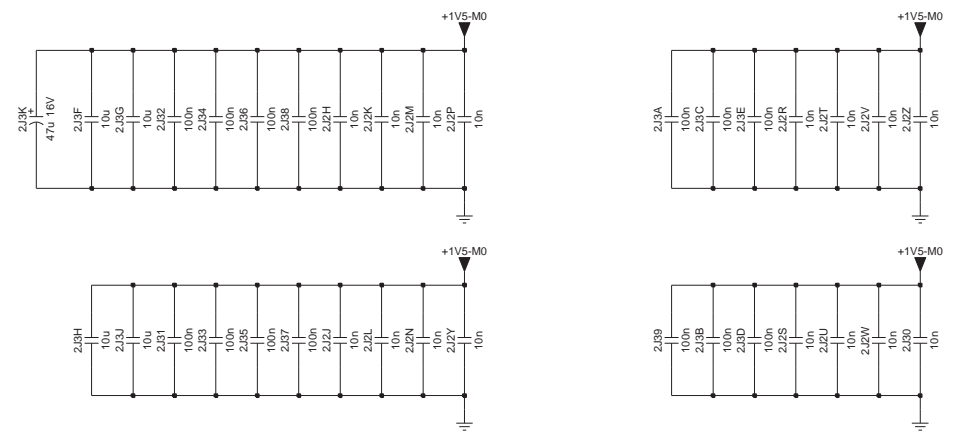 +1V5-M0
2J3K
47u 16V
2J3F
10u
2J3G
10u
2J32
100n
2J34
100n
2J36
100n
2J38
100n
2J2H
10n
2J2K
10n
2J2M
10n
2J2P
10n
+1V5-M0
2J3A
100n
2J3C
100n
2J3E
100n
2J2R
10n
2J2T
10n
2J2V
10n
2J2Z
10n
+1V5-M0
2J3H
10u
2J3J
10u
2J31
100n
2J33
100n
2J35
100n
2J37
100n
2J2J
10n
2J2L
10n
2J2N
10n
2J2Y
10n
+1V5-M0
2J39
100n
2J3B
100n
2J3D
100n
2J2S
10n
2J2U
10n
2J2W
10n
2J30
10n